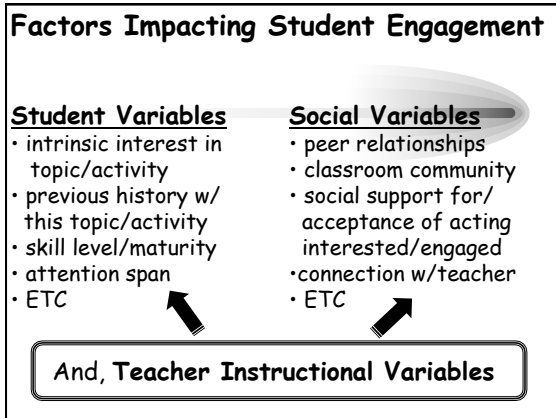 Factors Impacting Student Engagement
Student Variables
· intrinsic interest in
topic/activity
· previous history w/
this topic/activity
· skill level/maturity
· attention span
· ETC
Social Variables
· peer relationships
· classroom community
· social support for/
acceptance of acting
interested/engaged
·connection w/teacher
· ETC
And, Teacher Instructional Variables